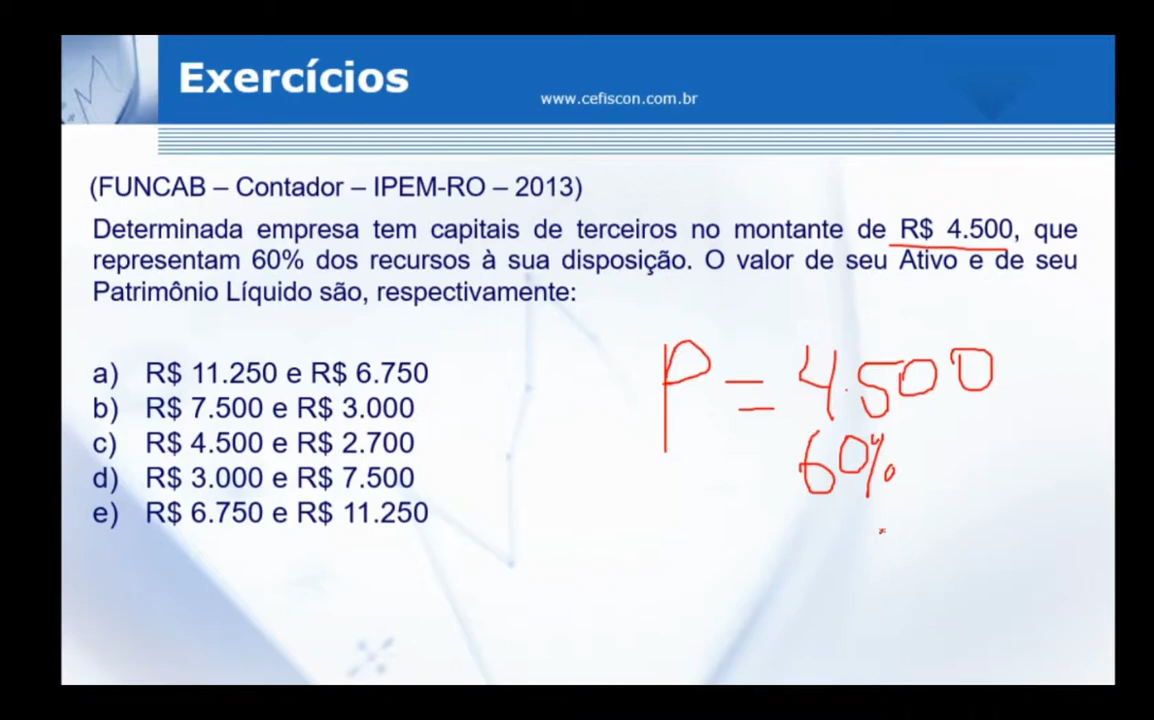 Exercícios
www.cefiscon.com.br
(FUNCAB – Contador – IPEM-RO – 2013)
Determinada empresa tem capitais de terceiros no montante de R$ 4.500, que
representam 60% dos recursos à sua disposição. O valor de seu Ativo e de seu
Patrimônio Líquido são, respectivamente:
a) R$ 11.250 e R$ 6.750
b) R$ 7.500 e R$ 3.000
c) R$ 4.500 e R$ 2.700
d) R$ 3.000 e R$ 7.500
e) R$ 6.750 e R$ 11.250
P = 4.500
60%